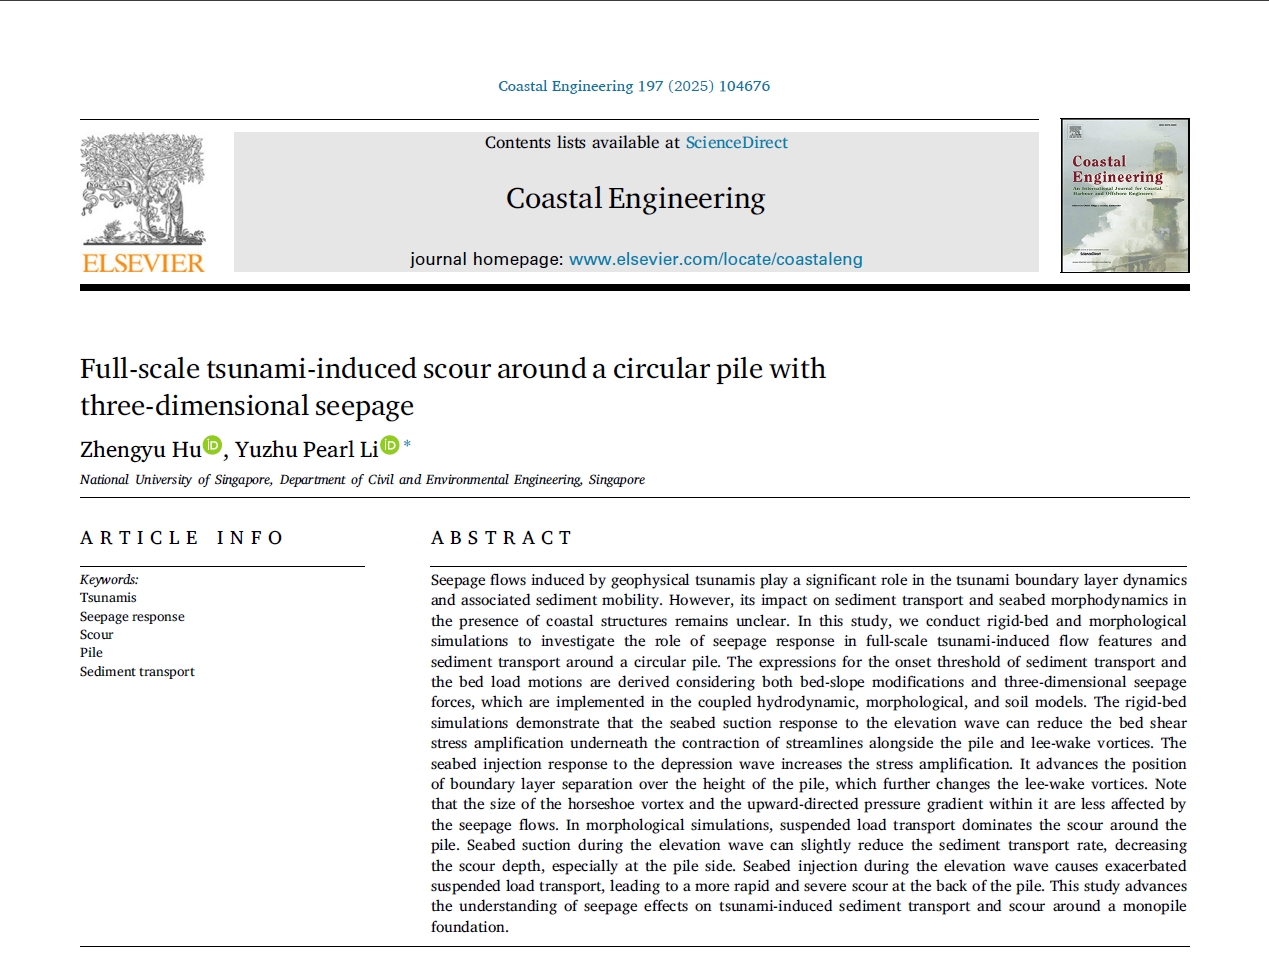 Coastal Engineering 197 (2025) 104676
Contents lists available at ScienceDirect
Coastal Engineering
journal homepage: www.elsevier.com/locate/coastaleng
ELSEVIER
Coastal
Engineering
An International Journal for Coastal,
Harbour and Offshore Engineers
Full-scale tsunami-induced scour around a circular pile with
three-dimensional seepage
Zhengyu Hu, Yuzhu Pearl Li *
National University of Singapore, Department of Civil and Environmental Engineering, Singapore
ARTICLE INFO
Keywords:
Tsunamis
Seepage response
Scour
Pile
Sediment transport
ABSTRACT
Seepage flows induced by geophysical tsunamis play a significant role in the tsunami boundary layer dynamics
and associated sediment mobility. However, its impact on sediment transport and seabed morphodynamics in
the presence of coastal structures remains unclear. In this study, we conduct rigid-bed and morphological
simulations to investigate the role of seepage response in full-scale tsunami-induced flow features and
sediment transport around a circular pile. The expressions for the onset threshold of sediment transport and
the bed load motions are derived considering both bed-slope modifications and three-dimensional seepage
forces, which are implemented in the coupled hydrodynamic, morphological, and soil models. The rigid-bed
simulations demonstrate that the seabed suction response to the elevation wave can reduce the bed shear
stress amplification underneath the contraction of streamlines alongside the pile and lee-wake vortices. The
seabed injection response to the depression wave increases the stress amplification. It advances the position
of boundary layer separation over the height of the pile, which further changes the lee-wake vortices. Note
that the size of the horseshoe vortex and the upward-directed pressure gradient within it are less affected by
the seepage flows. In morphological simulations, suspended load transport dominates the scour around the
pile. Seabed suction during the elevation wave can slightly reduce the sediment transport rate, decreasing
the scour depth, especially at the pile side. Seabed injection during the elevation wave causes exacerbated
suspended load transport, leading to a more rapid and severe scour at the back of the pile. This study advances
the understanding of seepage effects on tsunami-induced sediment transport and scour around a monopile
foundation.